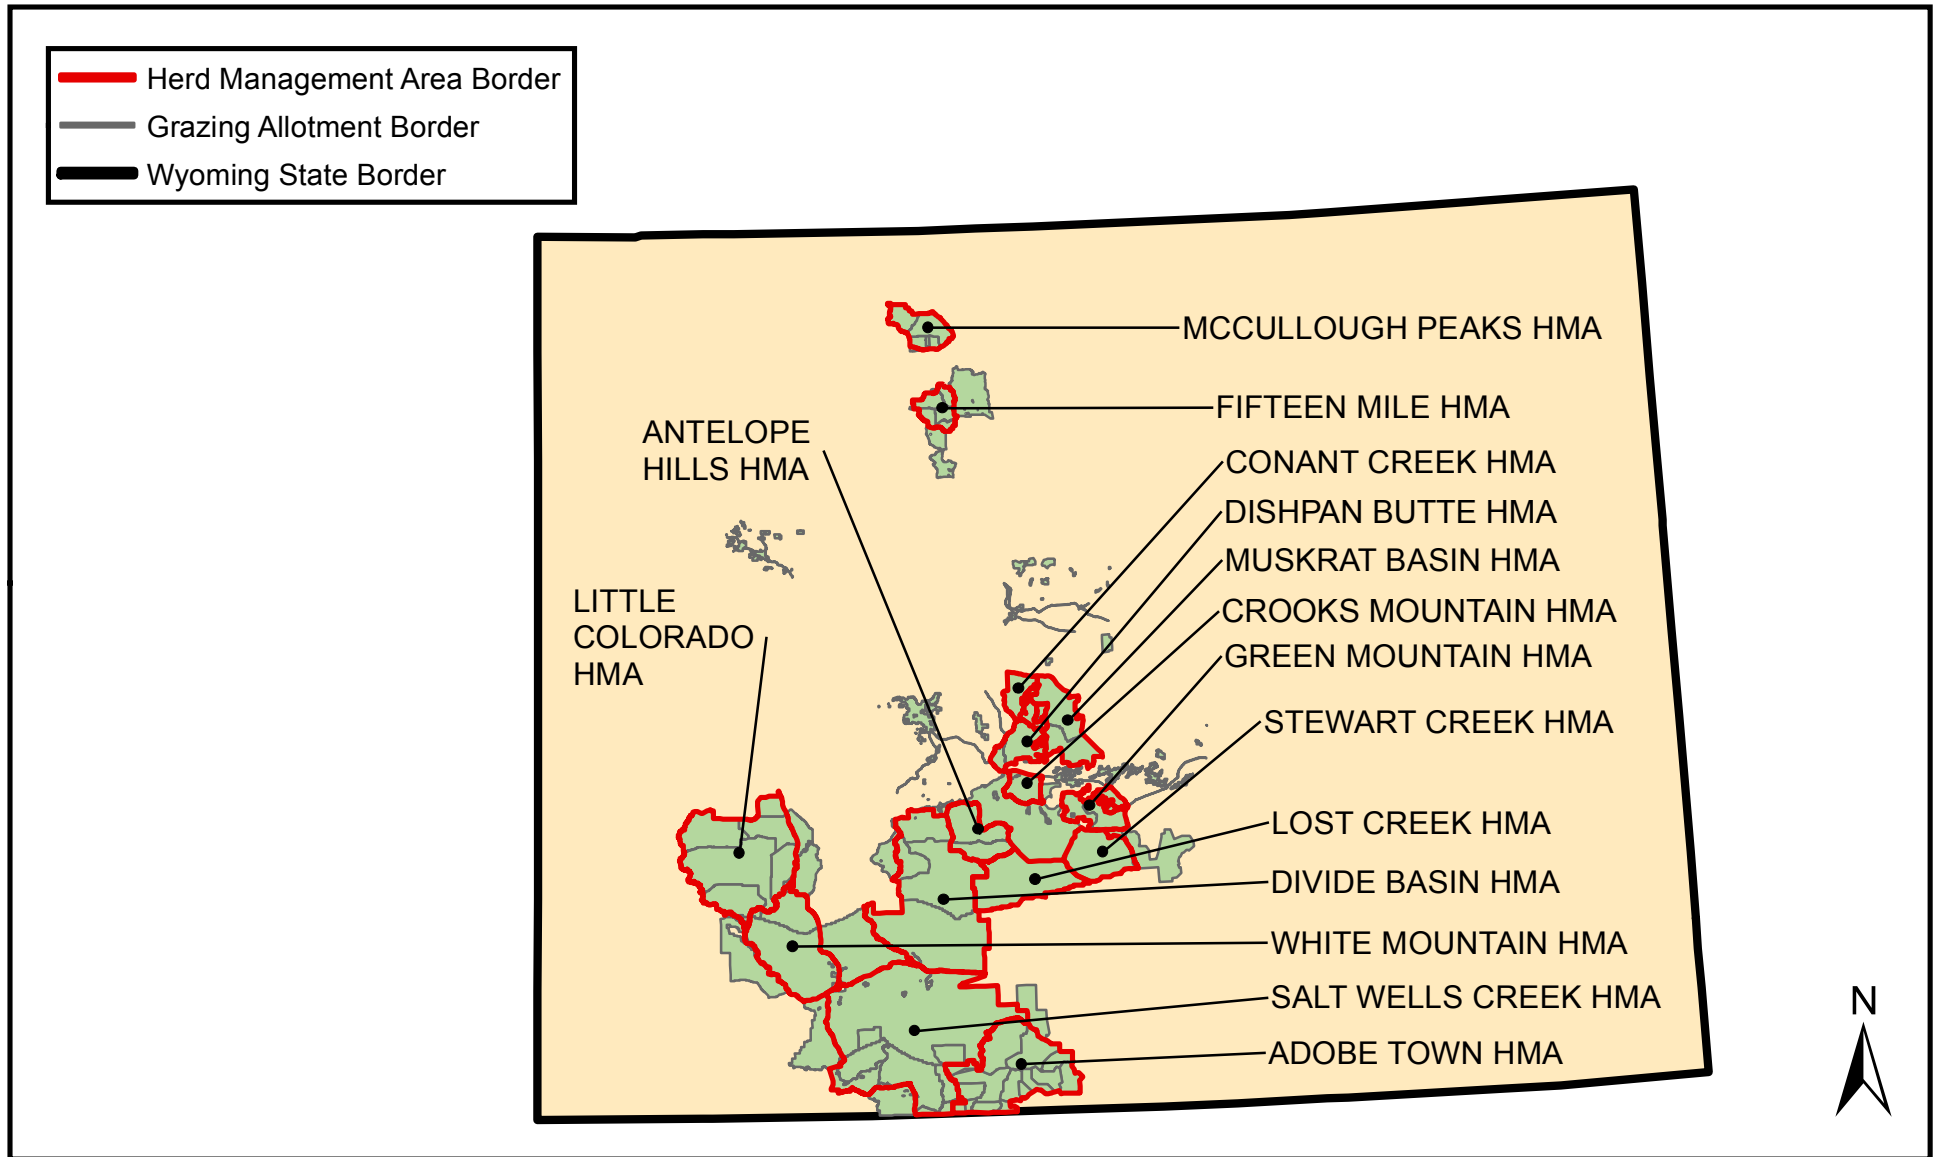 Herd Management Area Border
Grazing Allotment Border
Wyoming State Border
MCCULLOUGH PEAKS HMA
FIFTEEN MILE HMA
ANTELOPE
HILLS HMA
CONANT CREEK HMA
DISHPAN BUTTE HMA
MUSKRAT BASIN HMA
LITTLE
COLORADO
HMA
CROOKS MOUNTAIN HMA
GREEN MOUNTAIN HMA
STEWART CREEK HMA
LOST CREEK HMA
DIVIDE BASIN HMA
WHITE MOUNTAIN HMA
SALT WELLS CREEK HMA
ADOBE TOWN HMA
N